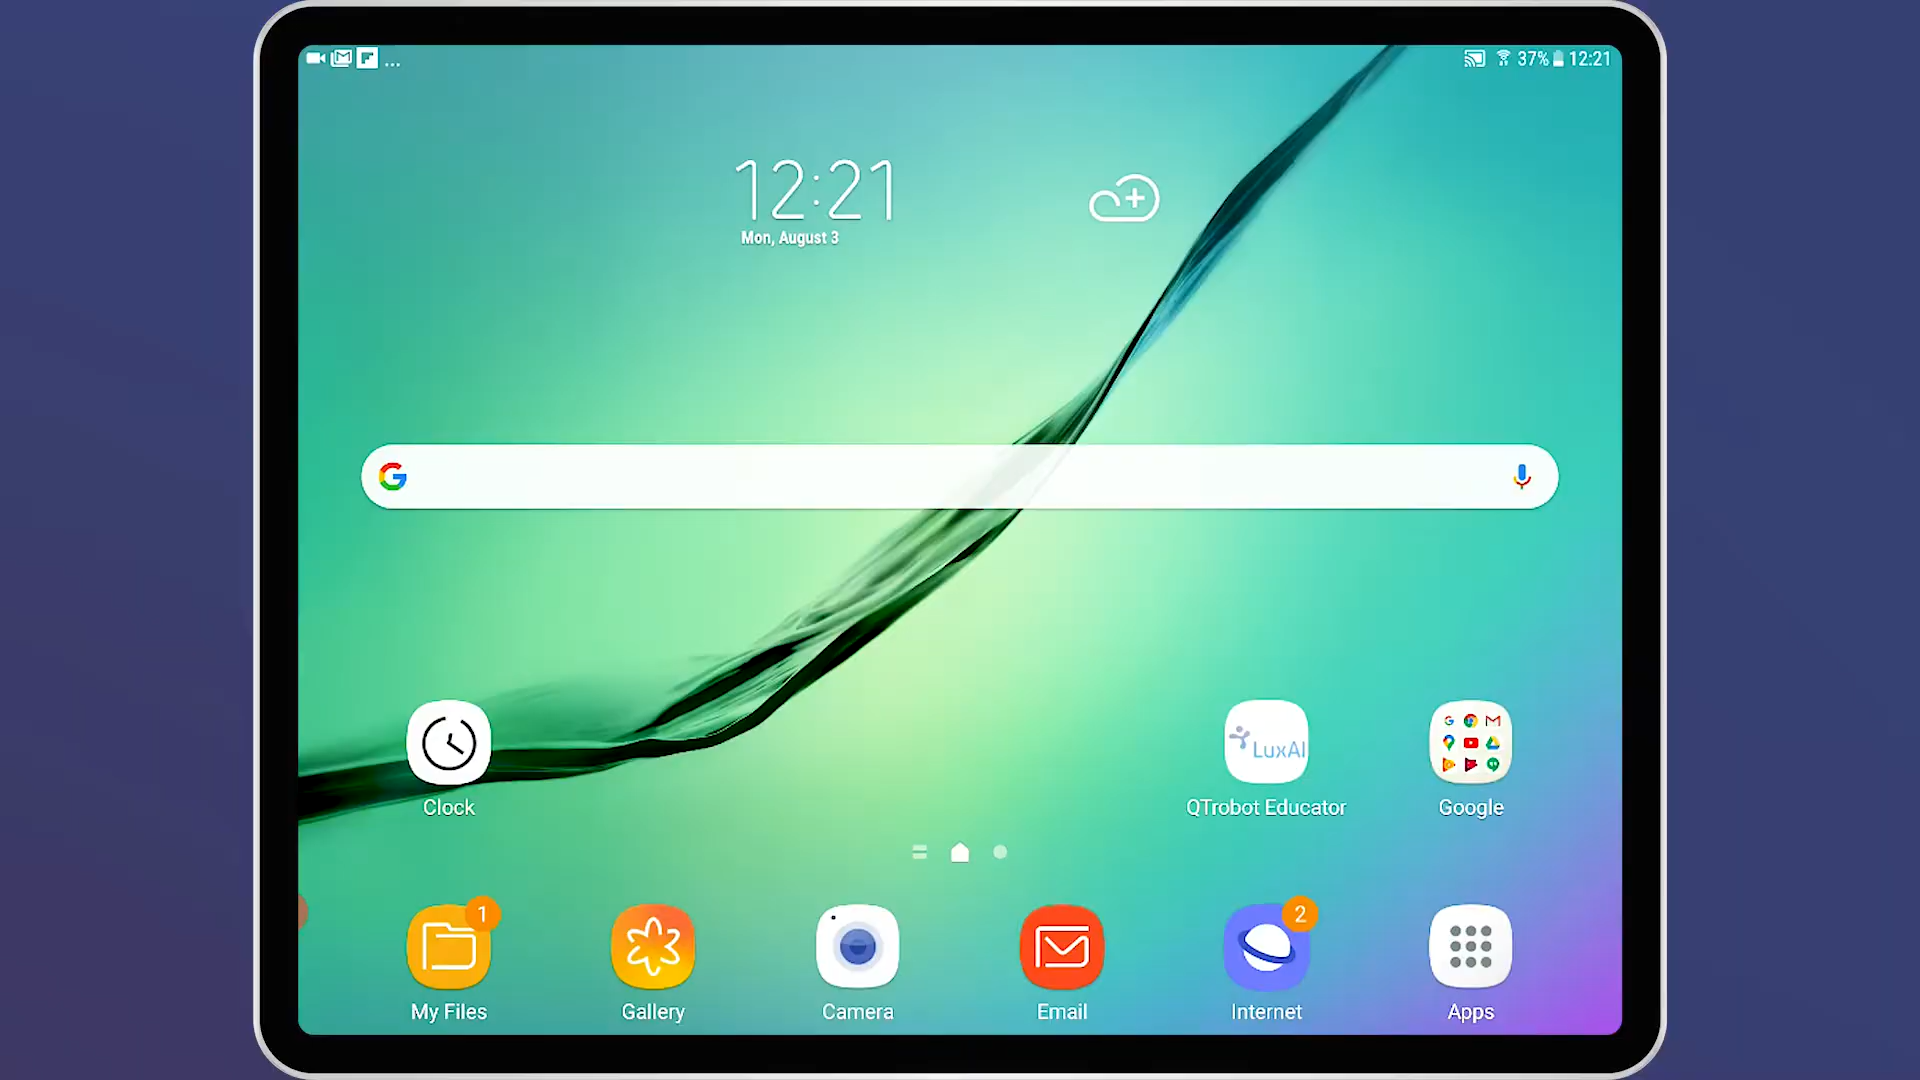 ... 37% 12:21
12:21
Mon, August 3
LuxAI
Clock QTrobot Educator Google
1 2
My Files Gallery Camera Email Internet Apps